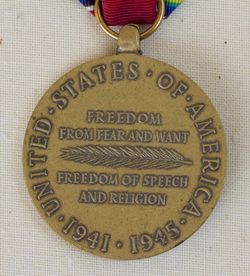 UNITED · STATES · OF · AMERICA ·
FREEDOM
FROM FEAR AND WANT
FREEDOM OF SPEECH
AND RELIGION
· 1941 · 1945 ·